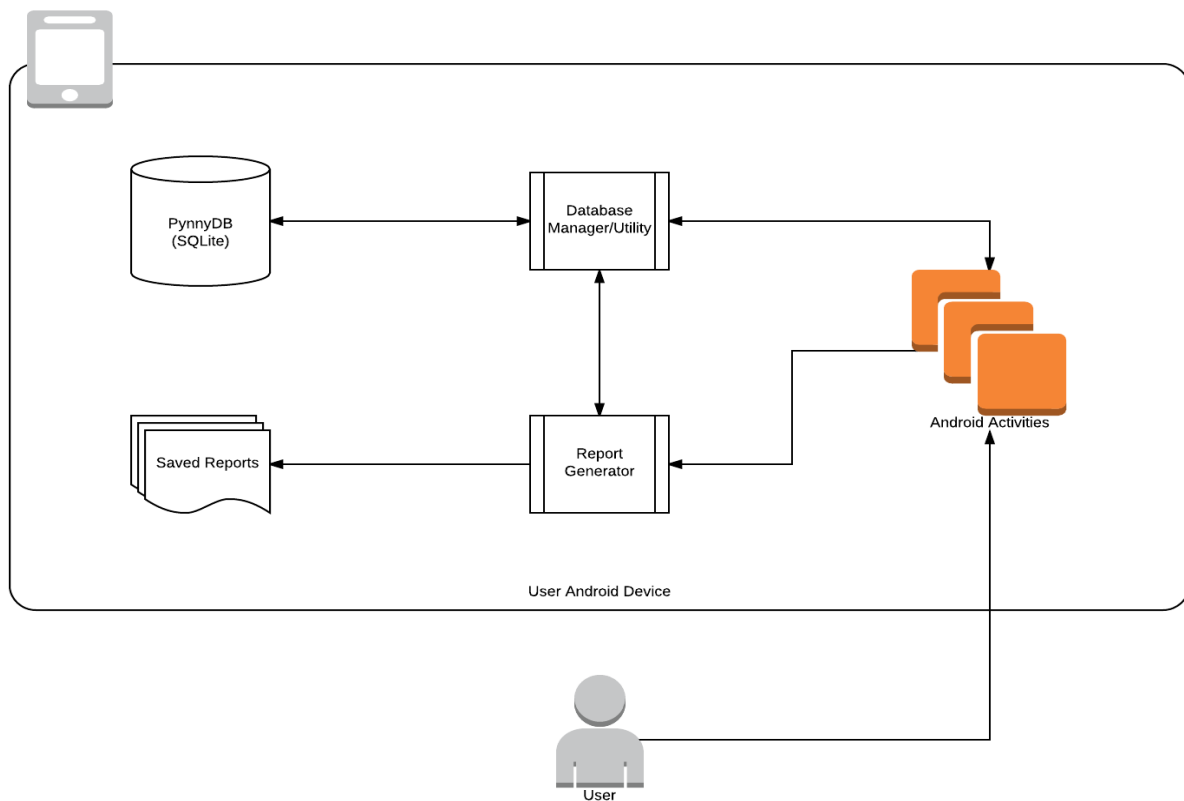 PynnyDB
(SQLite)
Database
Manager/Utility
Saved Reports
Report
Generator
Android Activities
User Android Device
User